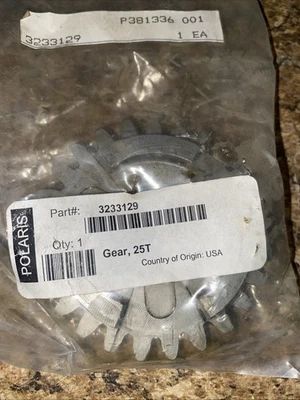 P381336 001
3233129 1 EA
POLARIS
Part#: 3233129
Qty: 1 Gear, 25T
Country of Origin: USA